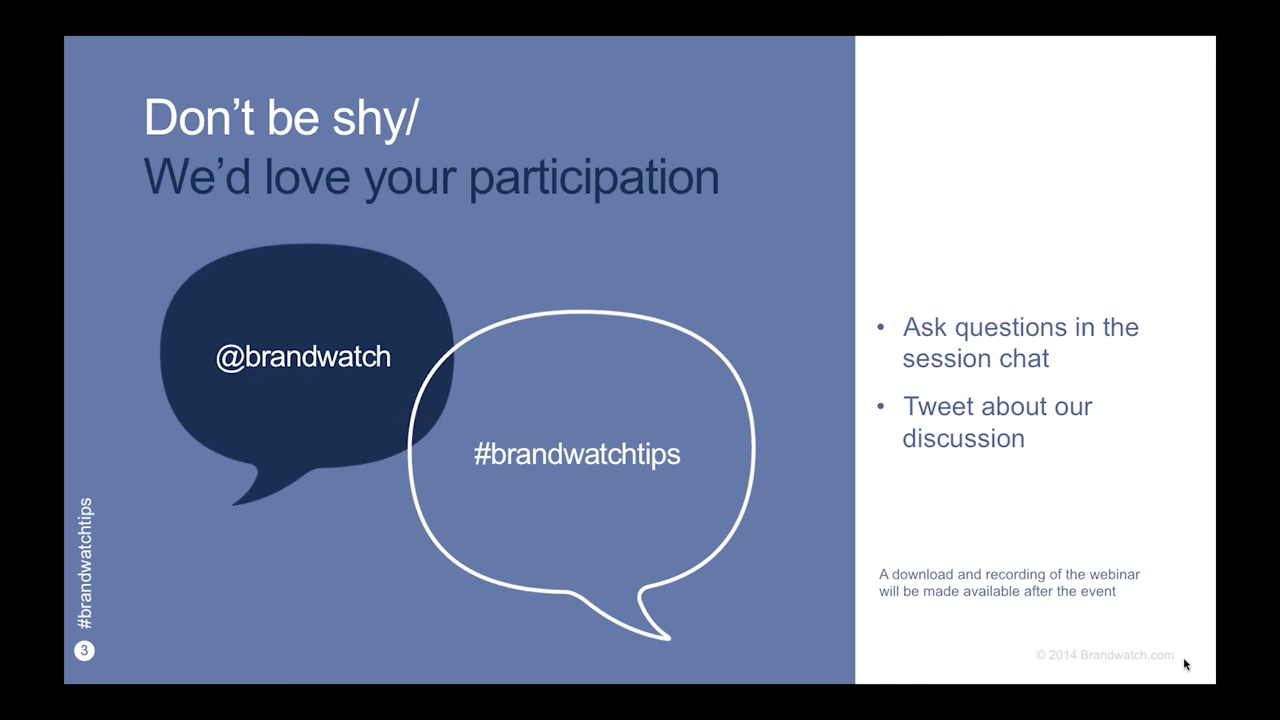 Don't be shy/
We'd love your participation
@brandwatch
#brandwatchtips
• Ask questions in the
session chat
• Tweet about our
discussion
A download and recording of the webinar
will be made available after the event
#brandwatchtips
3
© 2014 Brandwatch.com